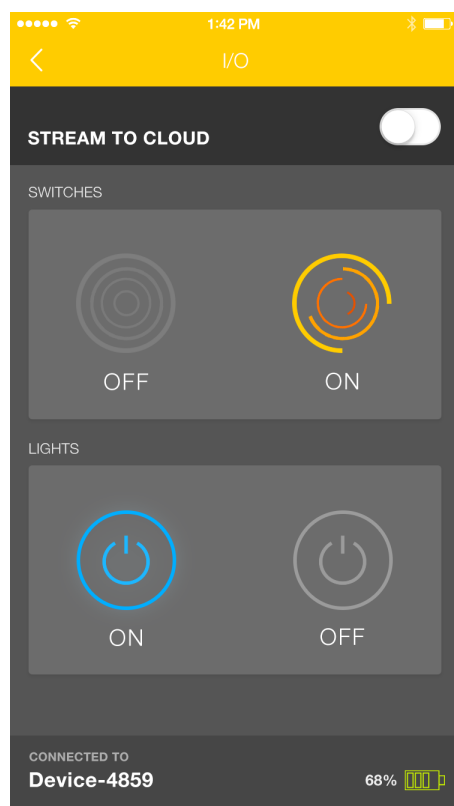 1:42 PM
I/O
STREAM TO CLOUD
SWITCHES
OFF ON
LIGHTS
ON OFF
CONNECTED TO
Device-4859 68%